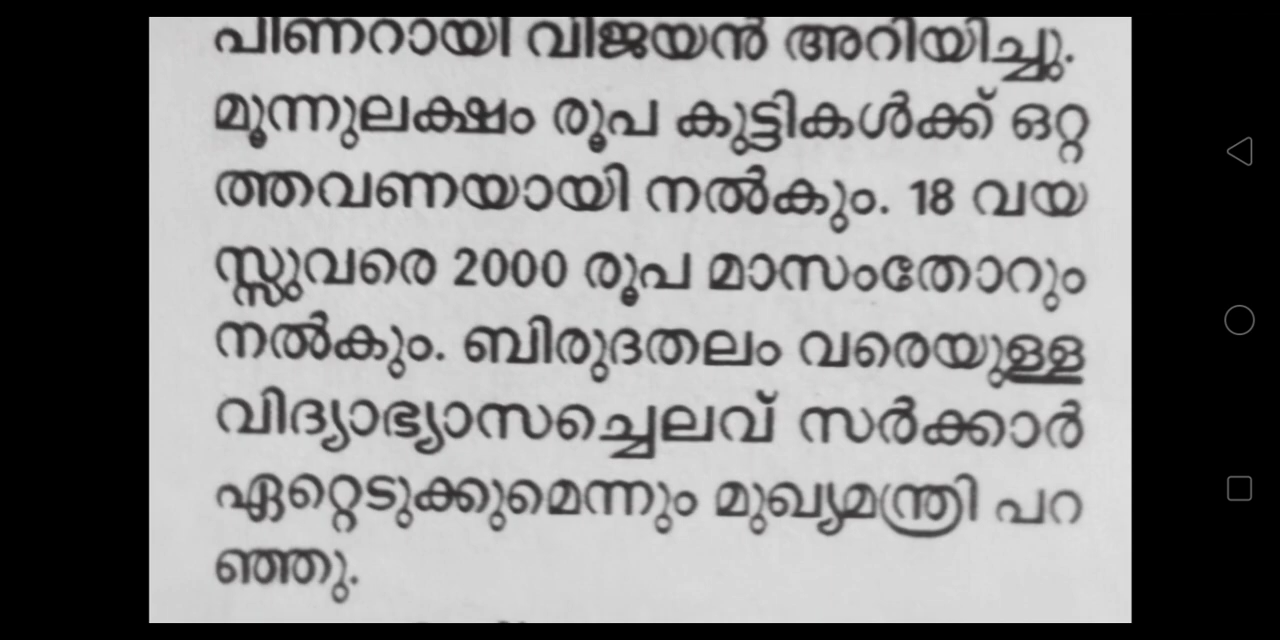 പിണറായി വിജയൻ അറിയിച്ചു.
മൂന്നുലക്ഷം രൂപ കുട്ടികൾക്ക് ഒറ്റ
ത്തവണയായി നൽകും. 18 വയ
സ്സുവരെ 2000 രൂപ മാസംതോറും
നൽകും. ബിരുദതലം വരെയുള്ള
വിദ്യാഭ്യാസച്ചെലവ് സർക്കാർ
ഏറ്റെടുക്കുമെന്നും മുഖ്യമന്ത്രി പറ
ഞ്ഞു.